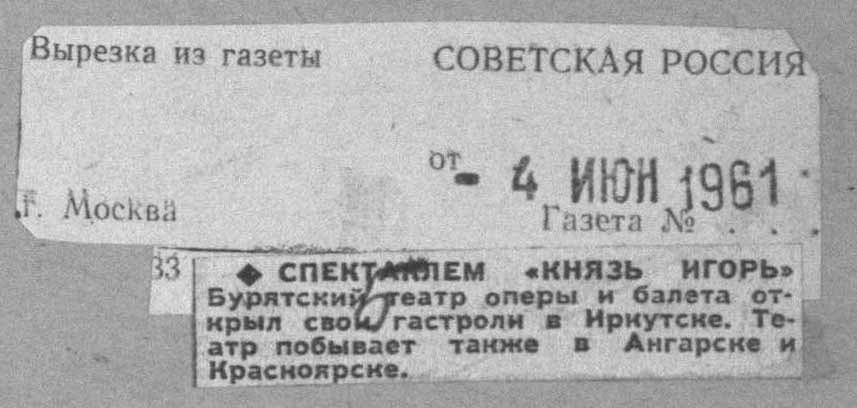 Вырезка из газеты СОВЕТСКАЯ РОССИЯ
от - 4 ИЮН 1961
г. Москва Газета № . . .
33 ◆ СПЕКТАКЛЕМ «КНЯЗЬ ИГОРЬ»
Бурятский театр оперы и балета от-
крыл свои гастроли в Иркутске. Те-
атр побывает также в Ангарске и
Красноярске.